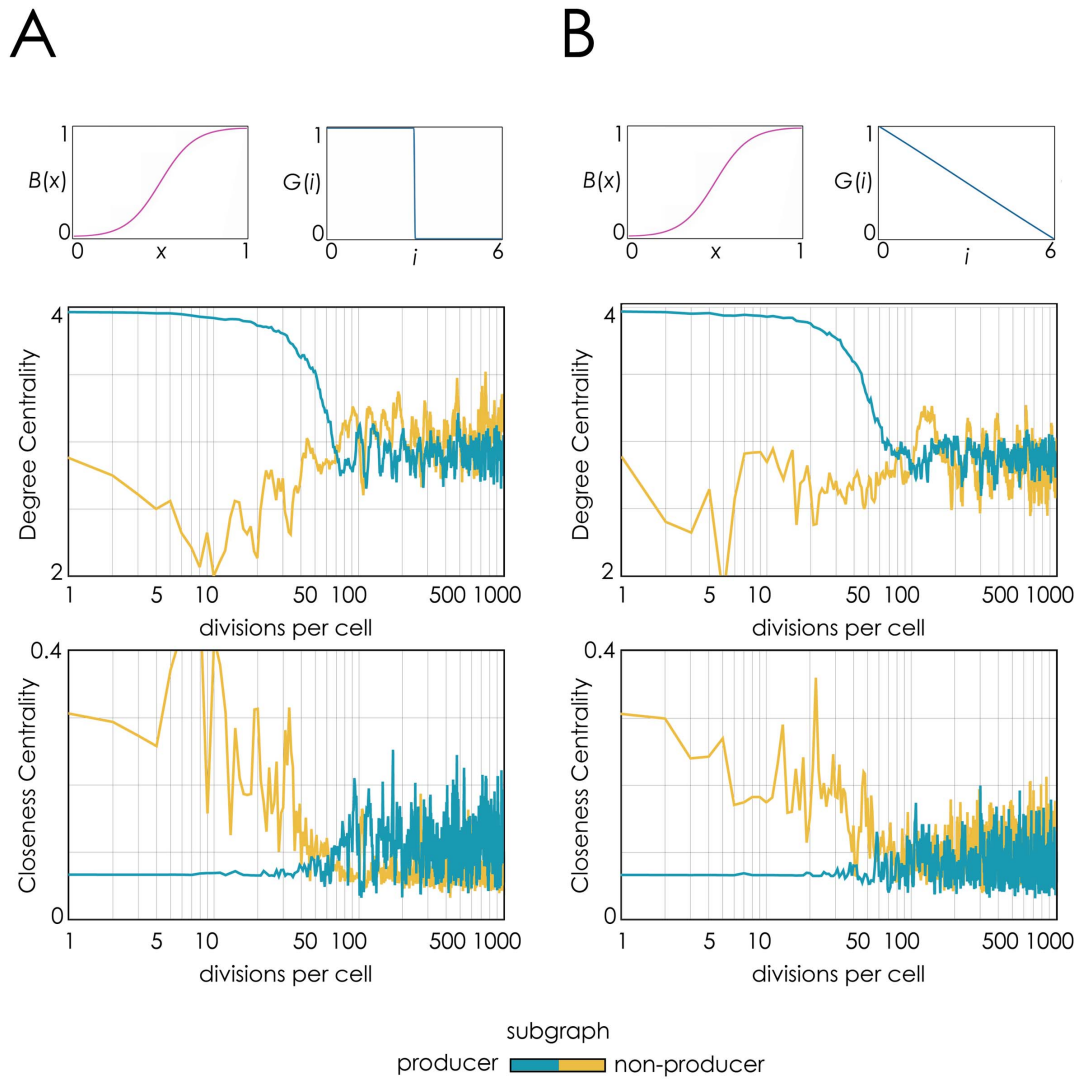 A B
1 1 1 1
B(x) G(i) B(x) G(i)
0 0 0 0
0 x 1 0 i 6 0 x 1 0 i 6
4 4
Degree Centrality Degree Centrality
2 2
1 5 10 50 100 500 1000 1 5 10 50 100 500 1000
divisions per cell divisions per cell
0.4 0.4
Closeness Centrality Closeness Centrality
0 0
1 5 10 50 100 500 1000 1 5 10 50 100 500 1000
divisions per cell divisions per cell
subgraph
producer non-producer